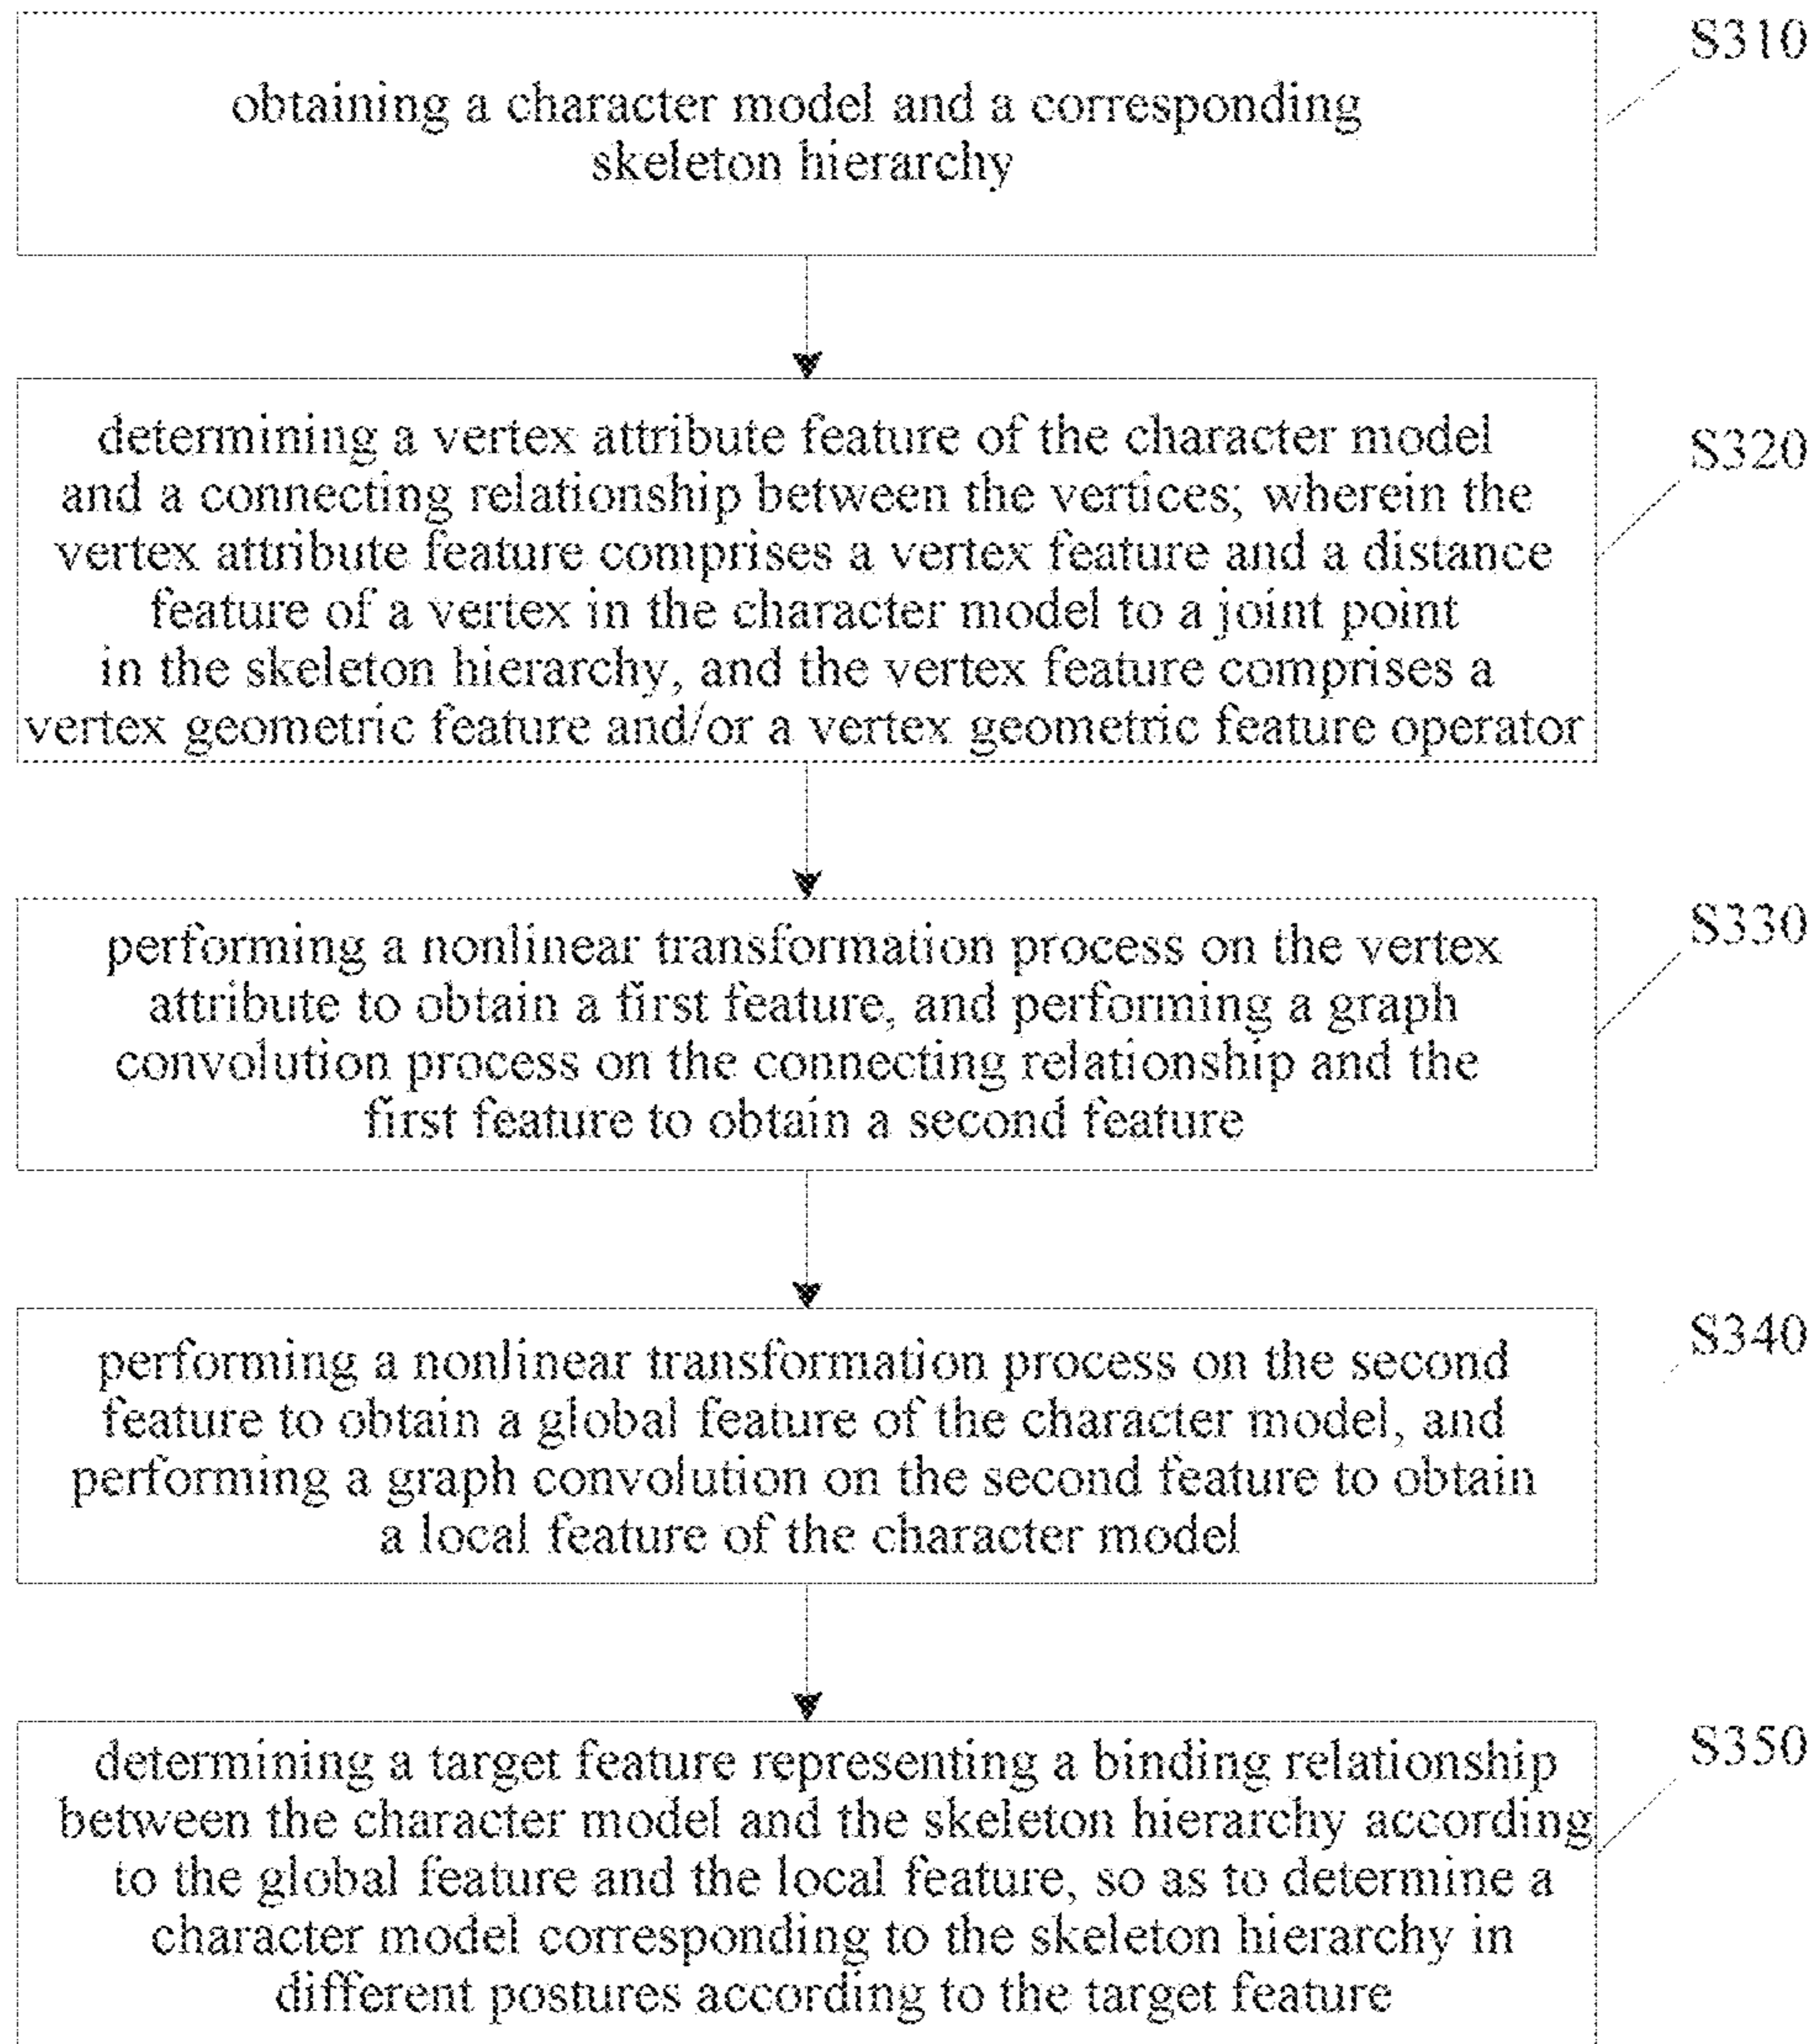 S310
obtaining a character model and a corresponding
skeleton hierarchy
S320
determining a vertex attribute feature of the character model
and a connecting relationship between the vertices; wherein the
vertex attribute feature comprises a vertex feature and a distance
feature of a vertex in the character model to a joint point
in the skeleton hierarchy, and the vertex feature comprises a
vertex geometric feature and/or a vertex geometric feature operator
S330
performing a nonlinear transformation process on the vertex
attribute to obtain a first feature, and performing a graph
convolution process on the connecting relationship and the
first feature to obtain a second feature
S340
performing a nonlinear transformation process on the second
feature to obtain a global feature of the character model, and
performing a graph convolution on the second feature to obtain
a local feature of the character model
S350
determining a target feature representing a binding relationship
between the character model and the skeleton hierarchy according
to the global feature and the local feature, so as to determine a
character model corresponding to the skeleton hierarchy in
different postures according to the target feature